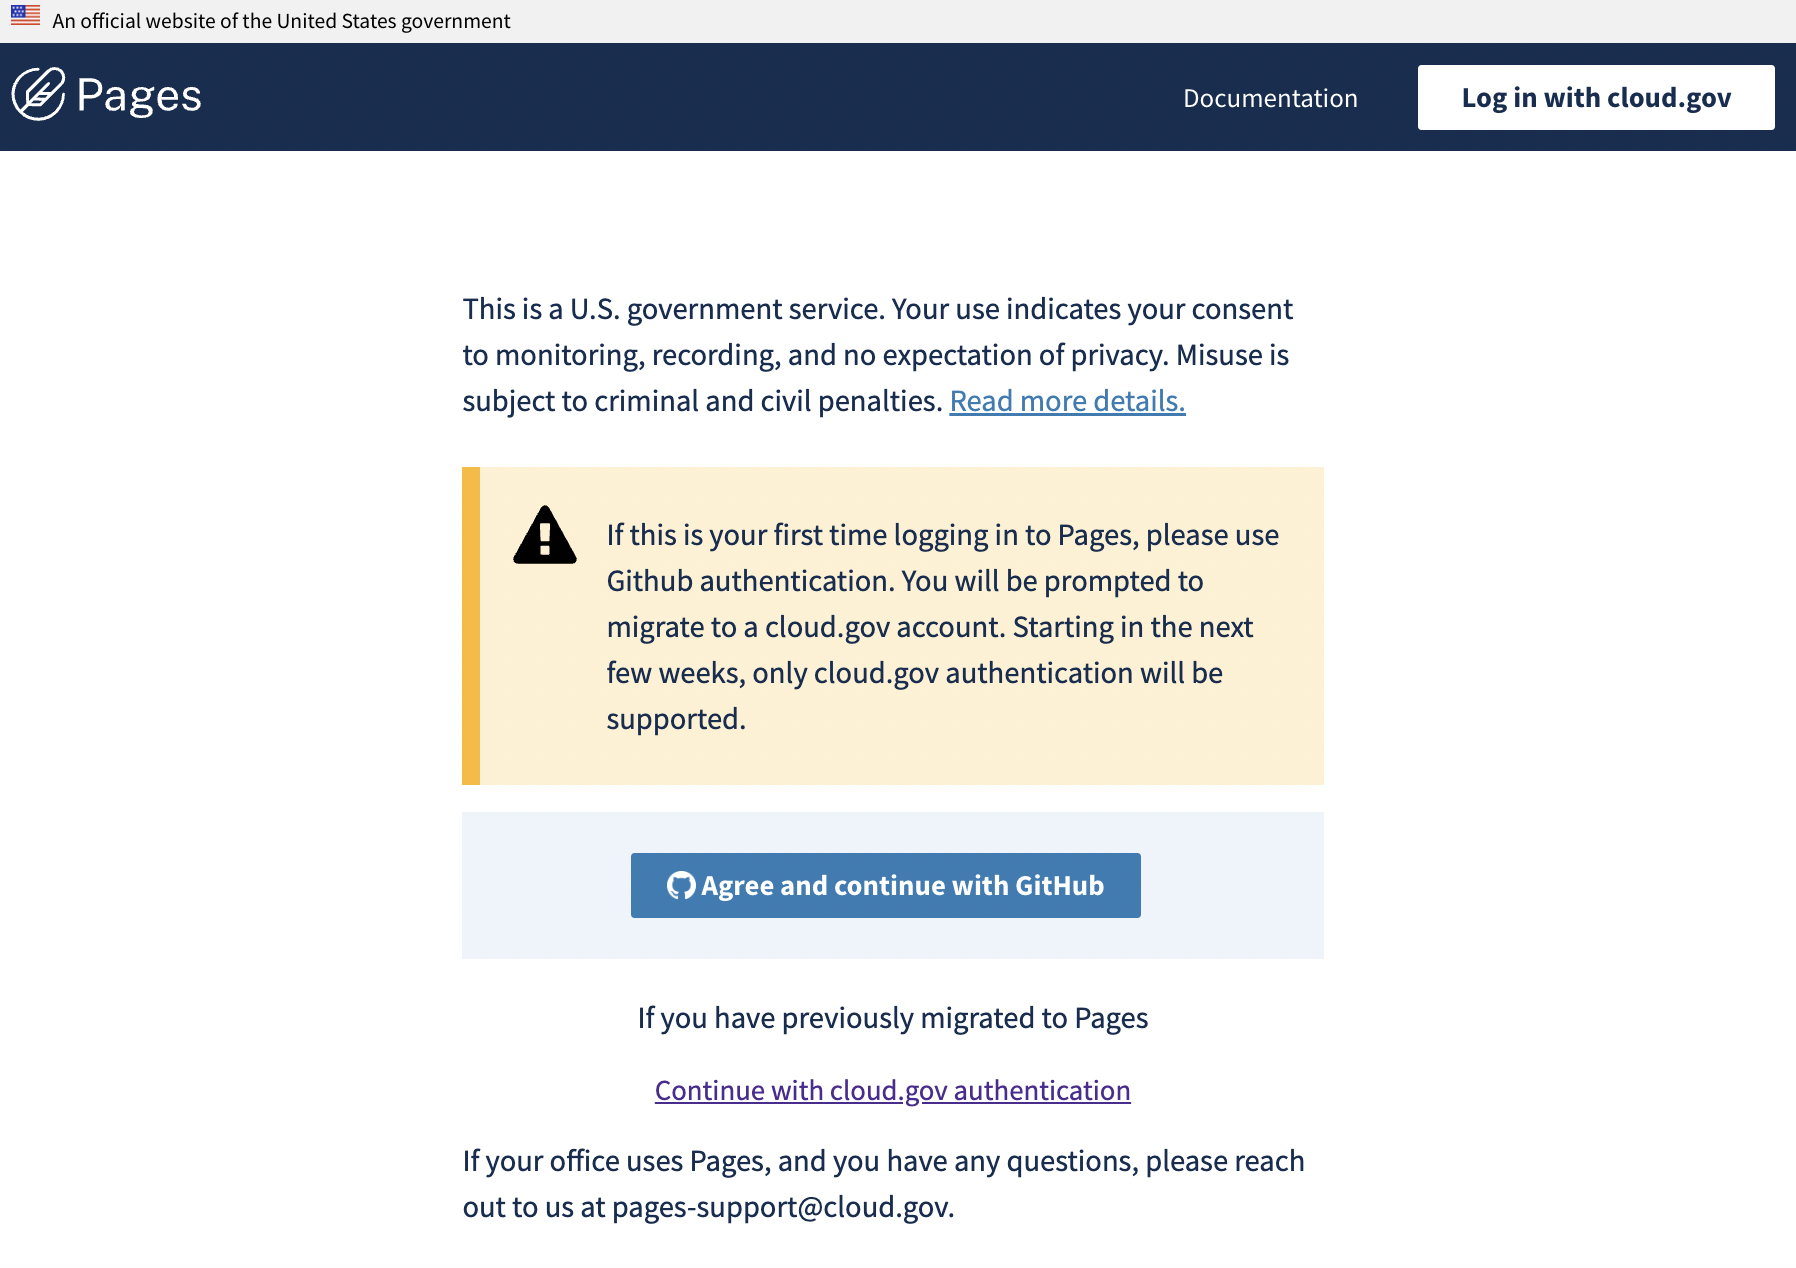 An official website of the United States government
Pages
Documentation
Log in with cloud.gov
This is a U.S. government service. Your use indicates your consent
to monitoring, recording, and no expectation of privacy. Misuse is
subject to criminal and civil penalties. Read more details.
If this is your first time logging in to Pages, please use
Github authentication. You will be prompted to
migrate to a cloud.gov account. Starting in the next
few weeks, only cloud.gov authentication will be
supported.
Agree and continue with GitHub
If you have previously migrated to Pages
Continue with cloud.gov authentication
If your office uses Pages, and you have any questions, please reach
out to us at pages-support@cloud.gov.